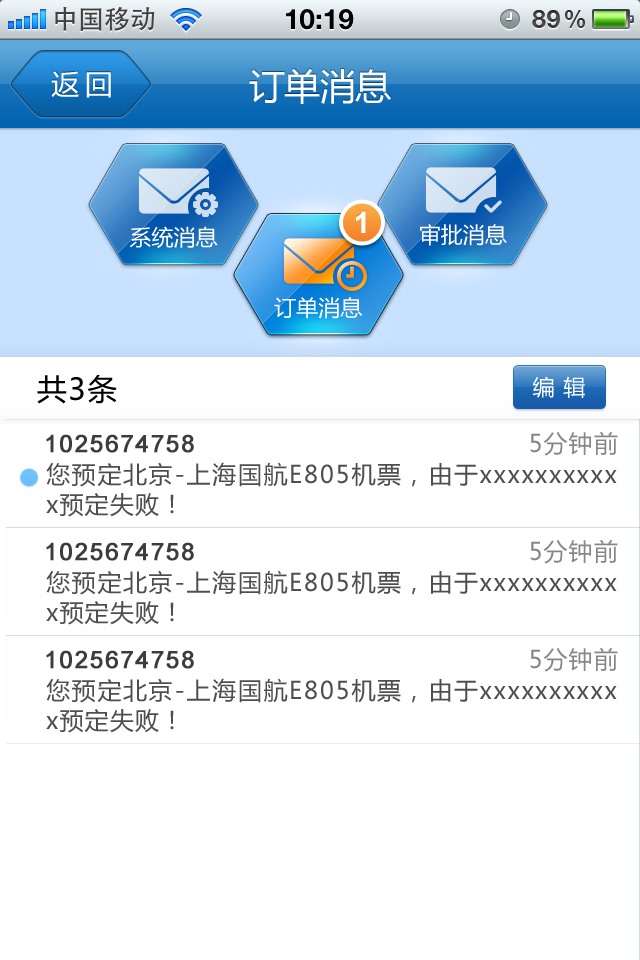 中国移动 10:19 89%
返回 订单消息
系统消息
审批消息
1
订单消息
共3条 编辑
1025674758 5分钟前
您预定北京-上海国航E805机票，由于xxxxxxxxxx
x预定失败！
1025674758 5分钟前
您预定北京-上海国航E805机票，由于xxxxxxxxxx
x预定失败！
1025674758 5分钟前
您预定北京-上海国航E805机票，由于xxxxxxxxxx
x预定失败！